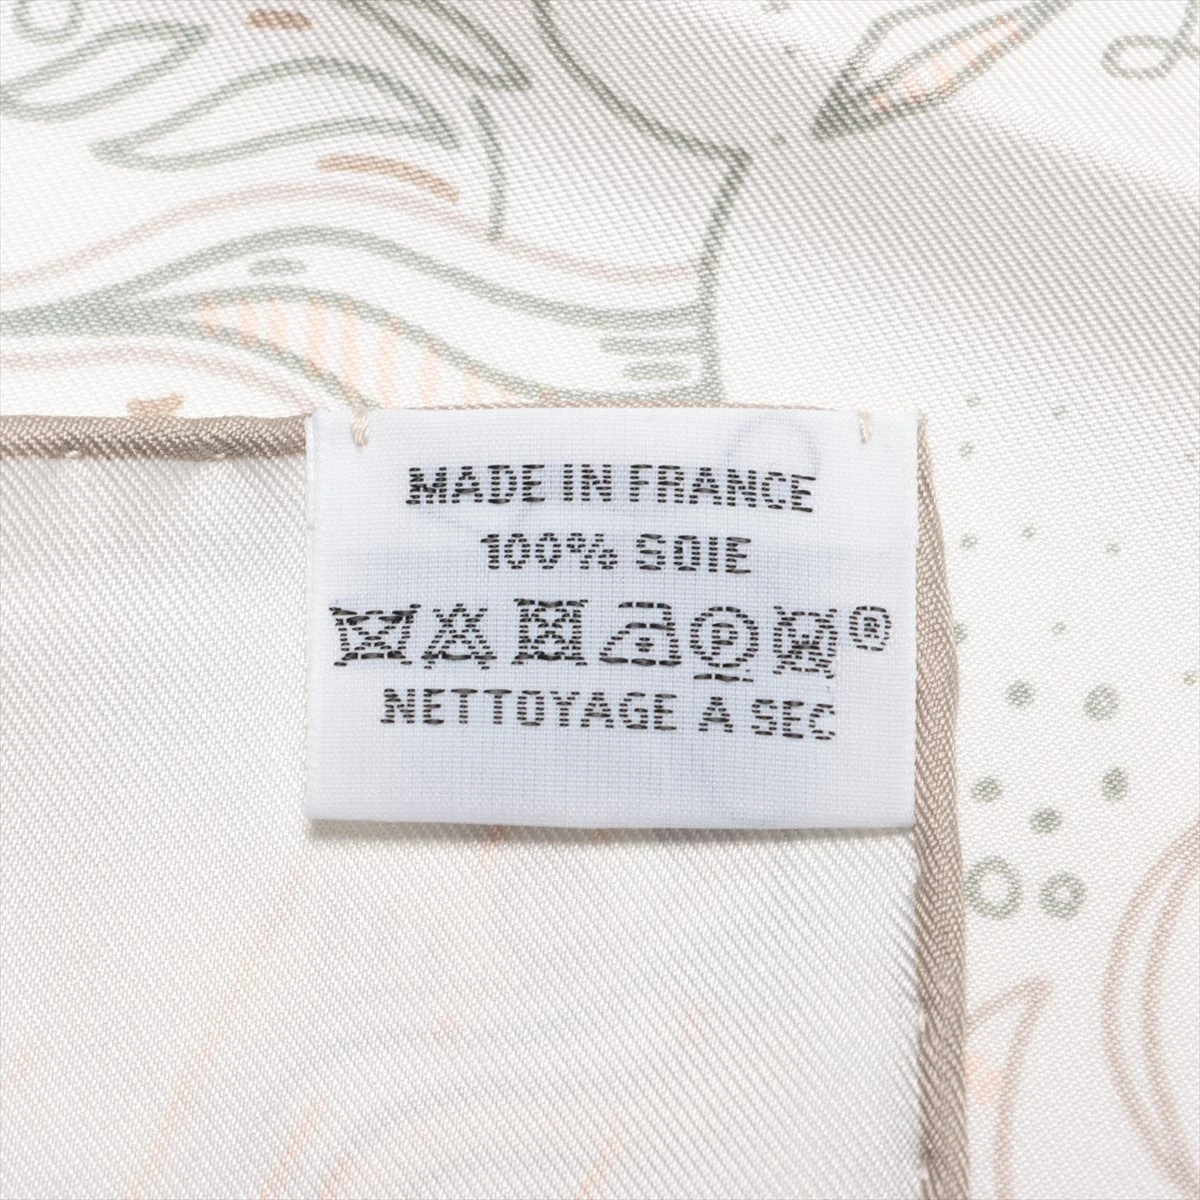 MADE IN FRANCE
100% SOIE
P W ®
NETTOYAGE A SEC